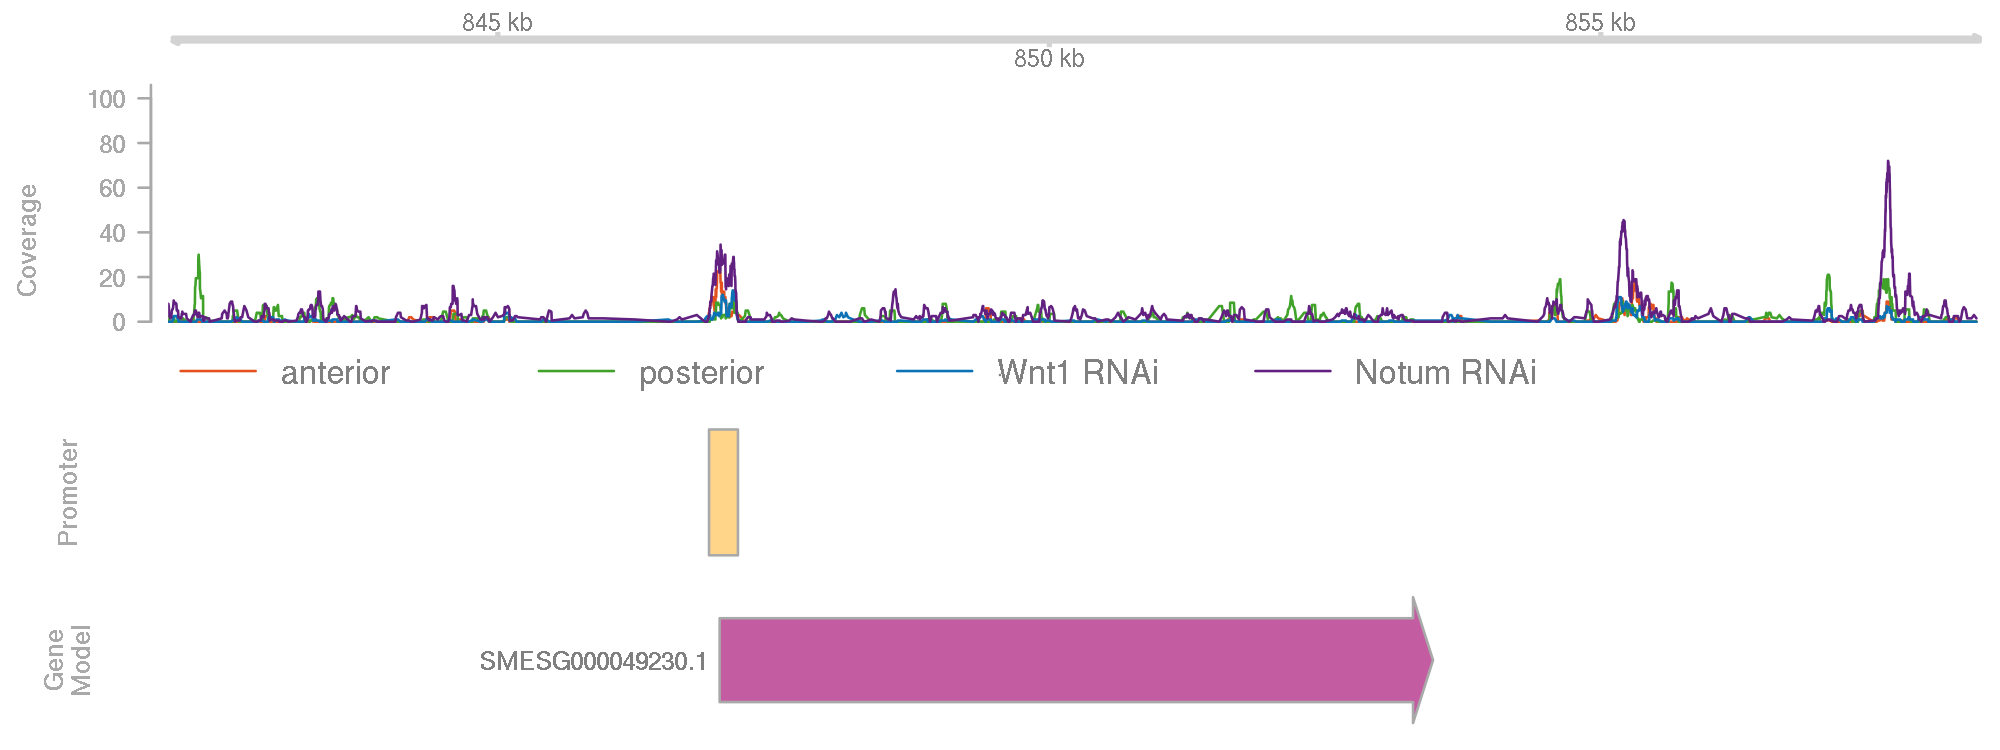 845 kb
855 kb
850 kb
100
80
60
40
20
0
Coverage
anterior
posterior
Wnt1 RNAi
Notum RNAi
Promoter
Gene
Model
SMESG000049230.1